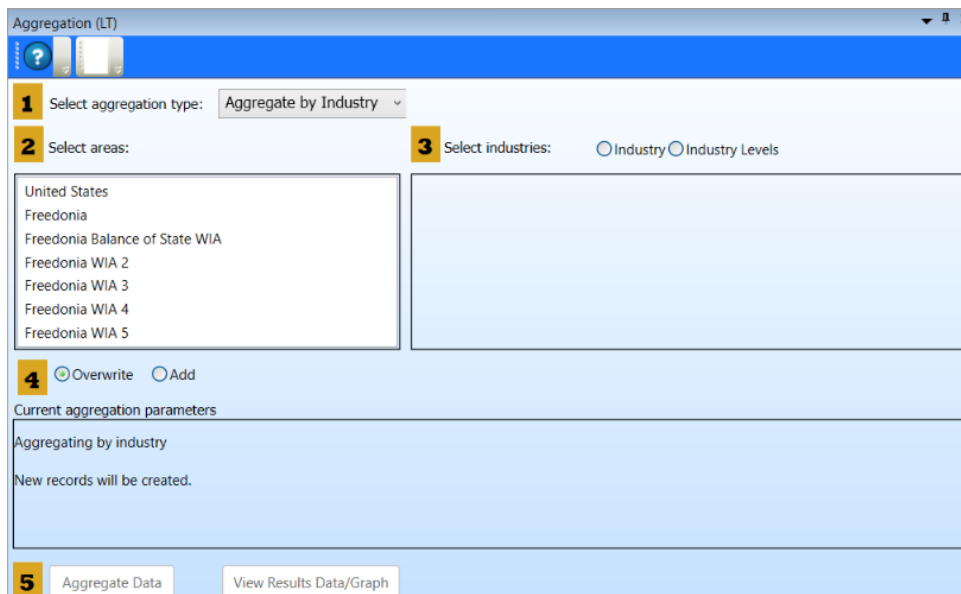 Aggregation (LT)
?
1 Select aggregation type: Aggregate by Industry
2 Select areas:
3 Select industries: Industry Industry Levels
United States
Freedonia
Freedonia Balance of State WIA
Freedonia WIA 2
Freedonia WIA 3
Freedonia WIA 4
Freedonia WIA 5
4 Overwrite Add
Current aggregation parameters
Aggregating by industry
New records will be created.
5 Aggregate Data View Results Data/Graph